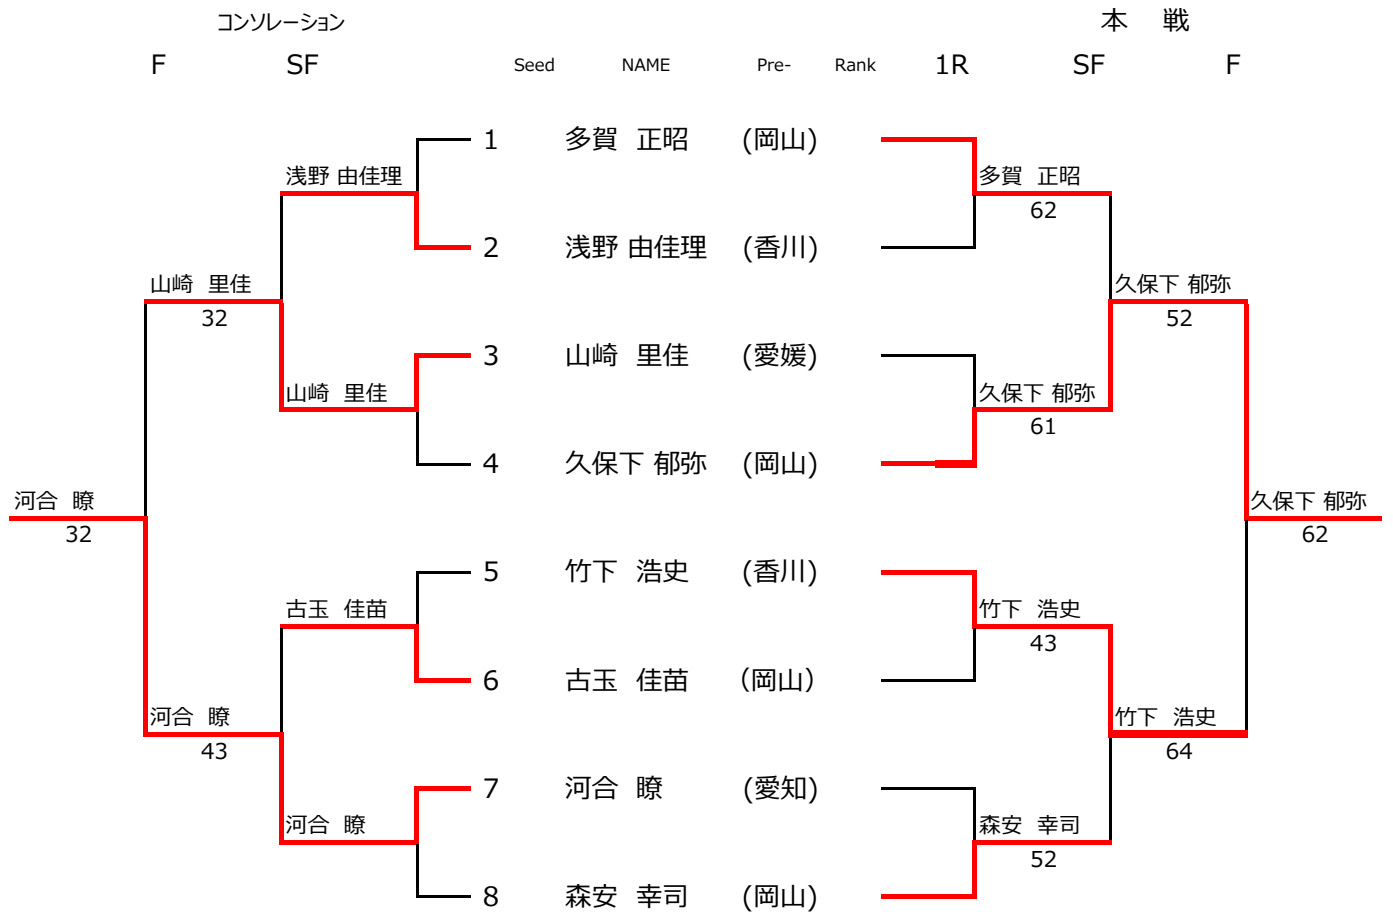 コンソレーション 本 戦
F SF Seed NAME Pre- Rank 1R SF F
1 多賀 正昭 (岡山)
浅野 由佳理 多賀 正昭
62
2 浅野 由佳理 (香川)
山崎 里佳 久保下 郁弥
32 52
3 山崎 里佳 (愛媛)
山崎 里佳 久保下 郁弥
61
4 久保下 郁弥 (岡山)
河合 瞭 久保下 郁弥
32 62
5 竹下 浩史 (香川)
古玉 佳苗 竹下 浩史
43
6 古玉 佳苗 (岡山)
河合 瞭 竹下 浩史
43 64
7 河合 瞭 (愛知)
河合 瞭 森安 幸司
52
8 森安 幸司 (岡山)